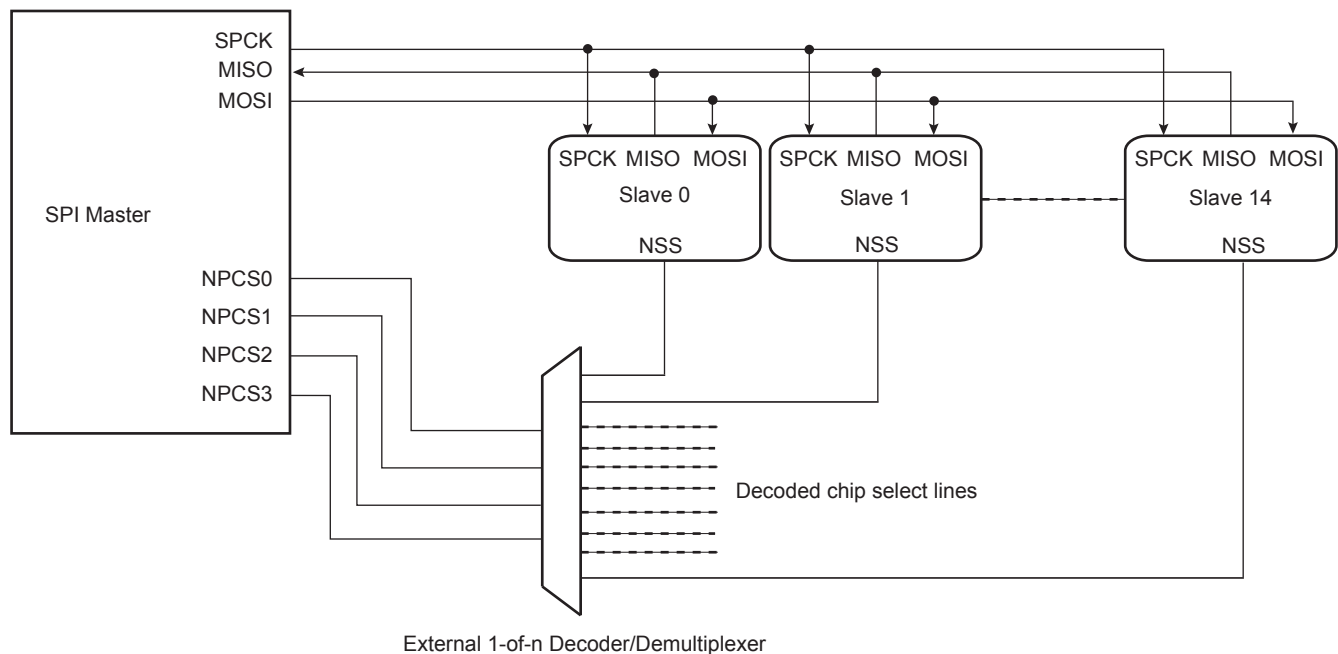 SPCK
MISO
MOSI
SPCK MISO MOSI
Slave 0
NSS
SPCK MISO MOSI
Slave 1
NSS
SPCK MISO MOSI
Slave 14
NSS
SPI Master
NPCS0
NPCS1
NPCS2
NPCS3
Decoded chip select lines
External 1-of-n Decoder/Demultiplexer